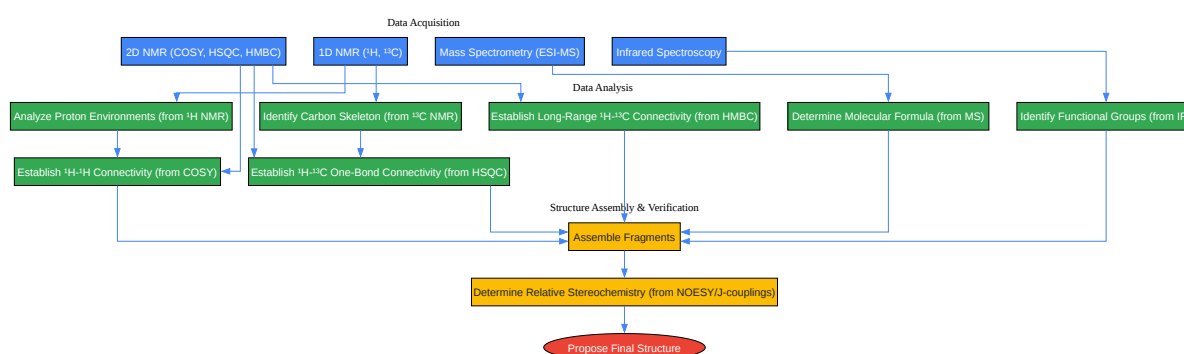 Data Acquisition
2D NMR (COSY, HSQC, HMBC)
1D NMR (¹H, ¹³C)
Mass Spectrometry (ESI-MS)
Infrared Spectroscopy
Data Analysis
Analyze Proton Environments (from ¹H NMR)
Identify Carbon Skeleton (from ¹³C NMR)
Establish Long-Range ¹H-¹³C Connectivity (from HMBC)
Determine Molecular Formula (from MS)
Identify Functional Groups (from IR
Establish ¹H-¹H Connectivity (from COSY)
Establish ¹H-¹³C One-Bond Connectivity (from HSQC)
Structure Assembly & Verification
Assemble Fragments
Determine Relative Stereochemistry (from NOESY/J-couplings)
Propose Final Structure